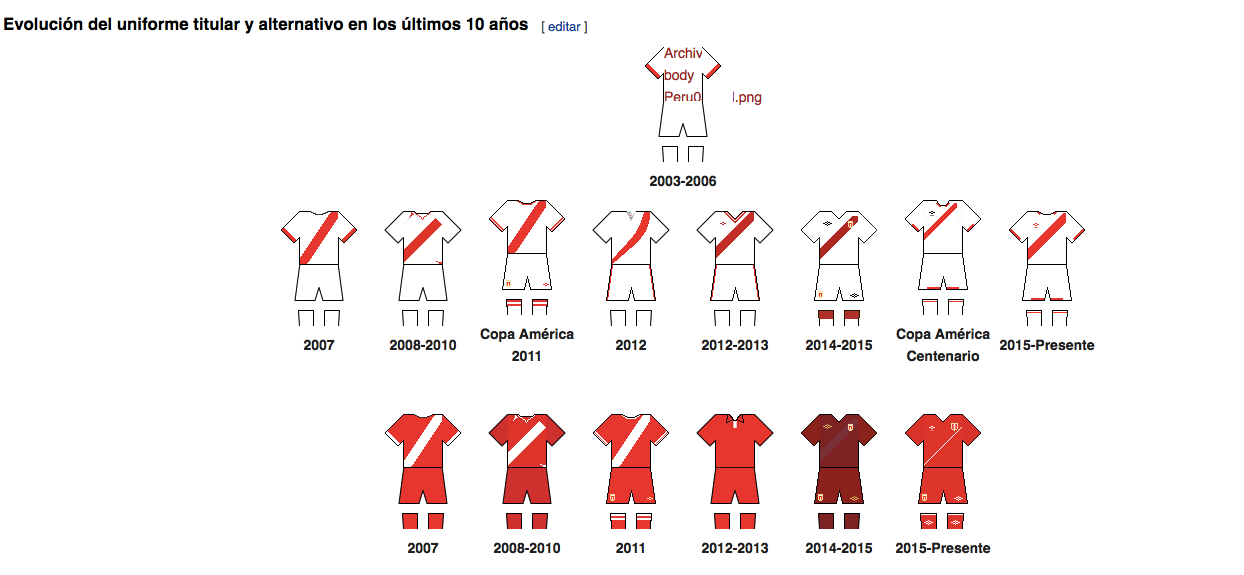 Evolución del uniforme titular y alternativo en los últimos 10 años [ editar ]
Archiv
body
Peru0 l.png
2003-2006
2007 2008-2010 Copa América 2011 2012 2012-2013 2014-2015 Copa América Centenario 2015-Presente
2007 2008-2010 2011 2012-2013 2014-2015 2015-Presente